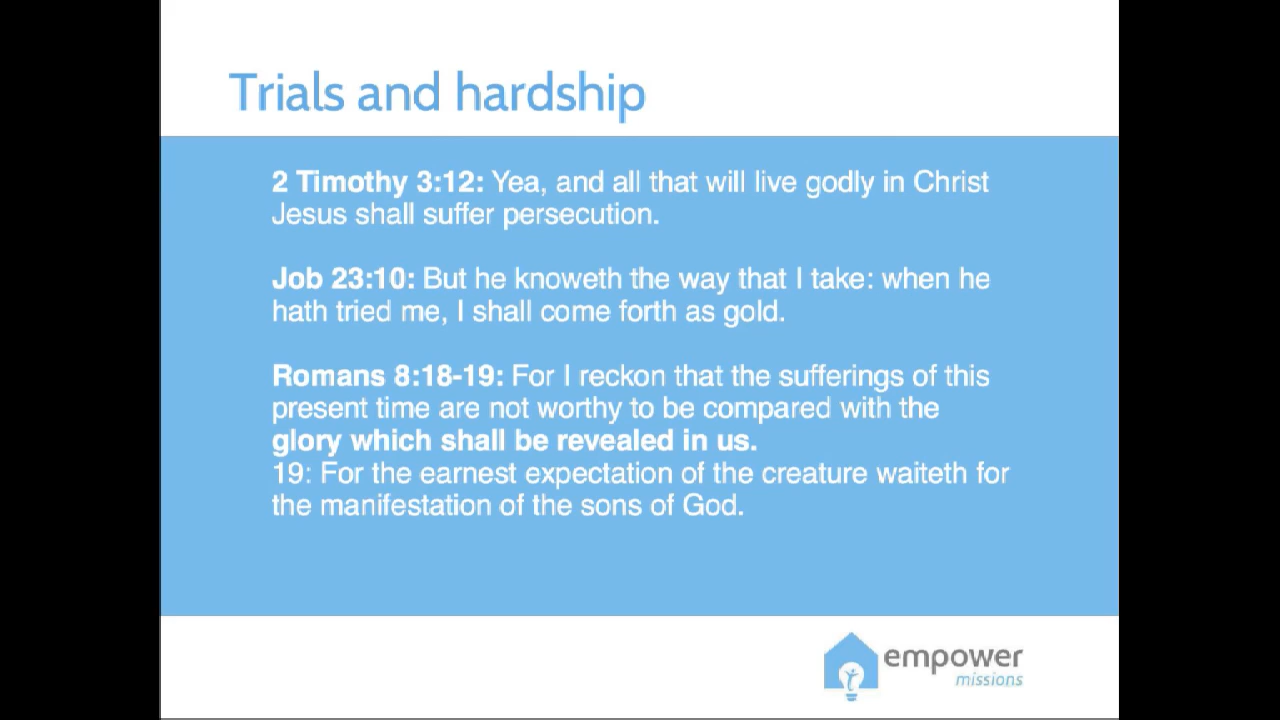 Trials and hardship
2 Timothy 3:12: Yea, and all that will live godly in Christ
Jesus shall suffer persecution.
Job 23:10: But he knoweth the way that I take: when he
hath tried me, I shall come forth as gold.
Romans 8:18-19: For I reckon that the sufferings of this
present time are not worthy to be compared with the
glory which shall be revealed in us.
19: For the earnest expectation of the creature waiteth for
the manifestation of the sons of God.
empower
missions